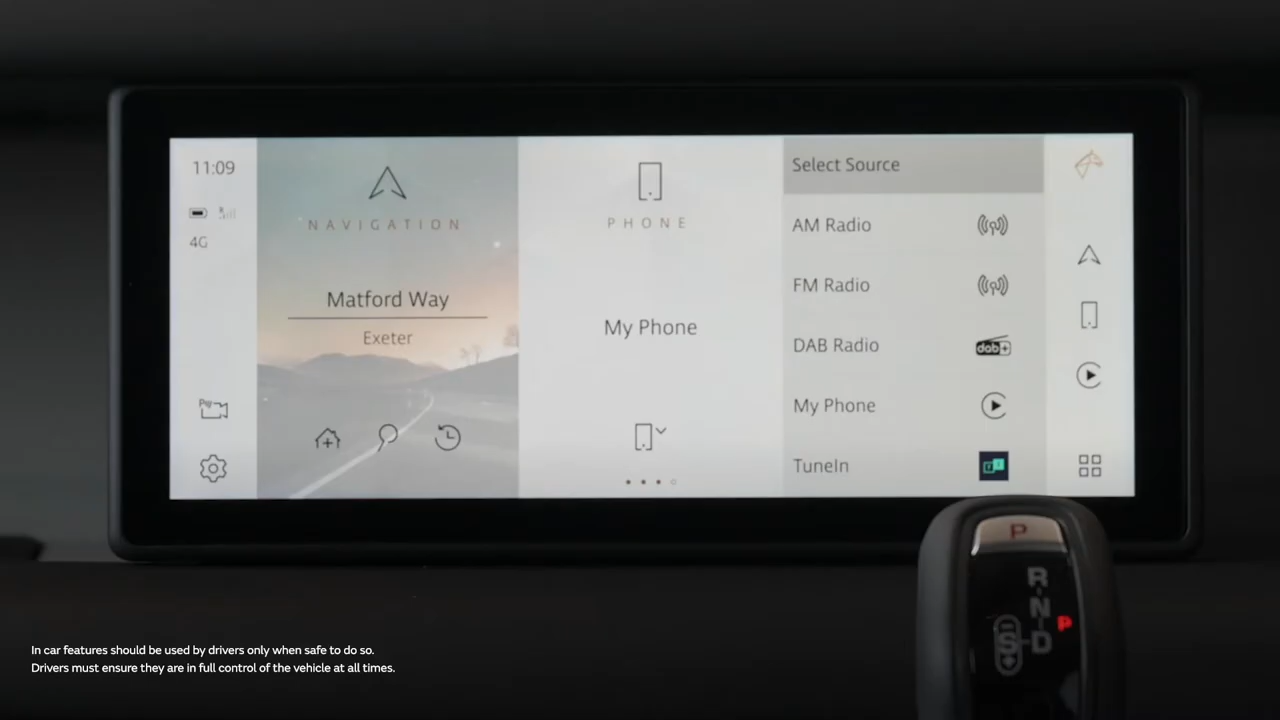 11:09
4G
NAVIGATION
Matford Way
Exeter
PHONE
My Phone
Select Source
AM Radio
FM Radio
DAB Radio
dab+
My Phone
TuneIn
P
R
N
P
S D
In car features should be used by drivers only when safe to do so.
Drivers must ensure they are in full control of the vehicle at all times.